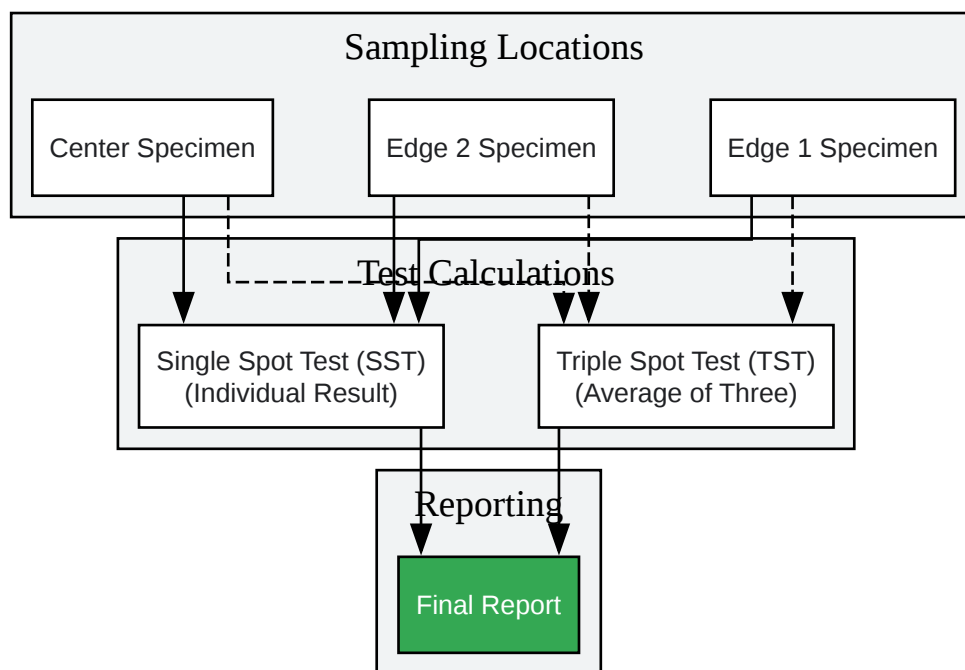 Sampling Locations
Center Specimen
Edge 2 Specimen
Edge 1 Specimen
Test Calculations
Single Spot Test (SST)
(Individual Result)
Triple Spot Test (TST)
(Average of Three)
Reporting
Final Report